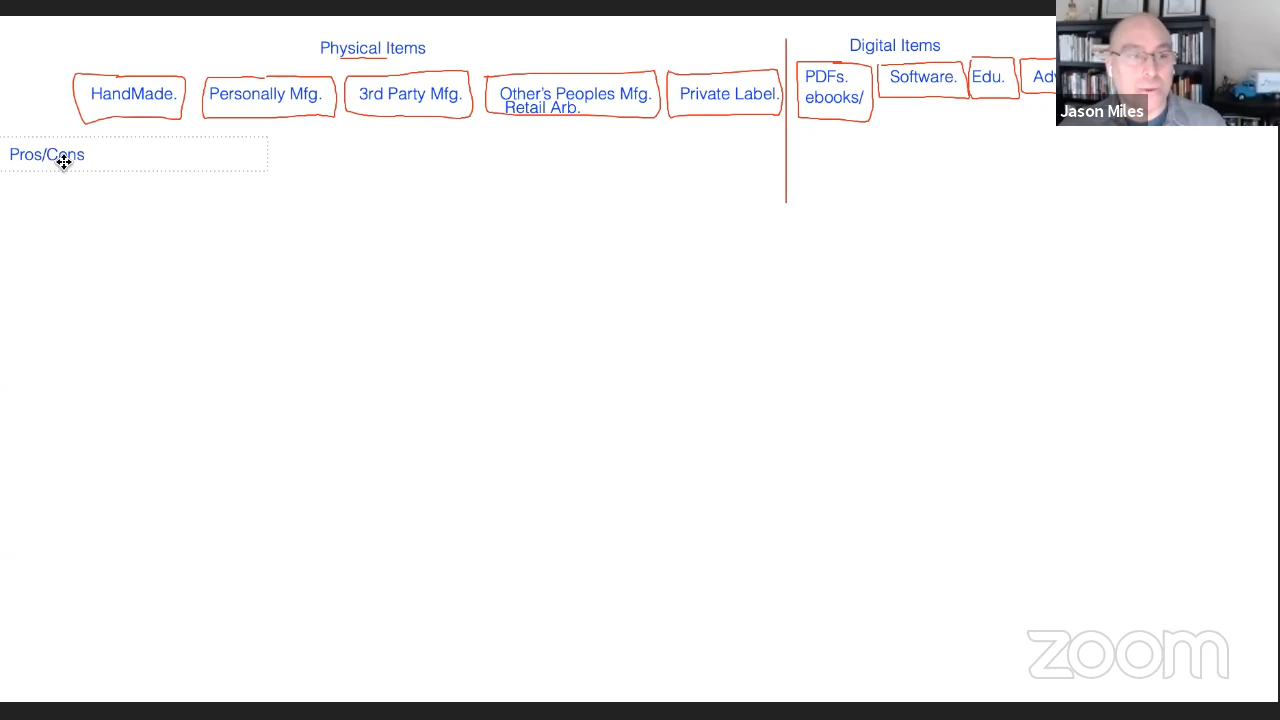 Physical Items
Digital Items
HandMade.
Personally Mfg.
3rd Party Mfg.
Other's Peoples Mfg.
Retail Arb.
Private Label.
PDFs.
ebooks/
Software.
Edu.
Pros/Cons
Jason Miles
zoom